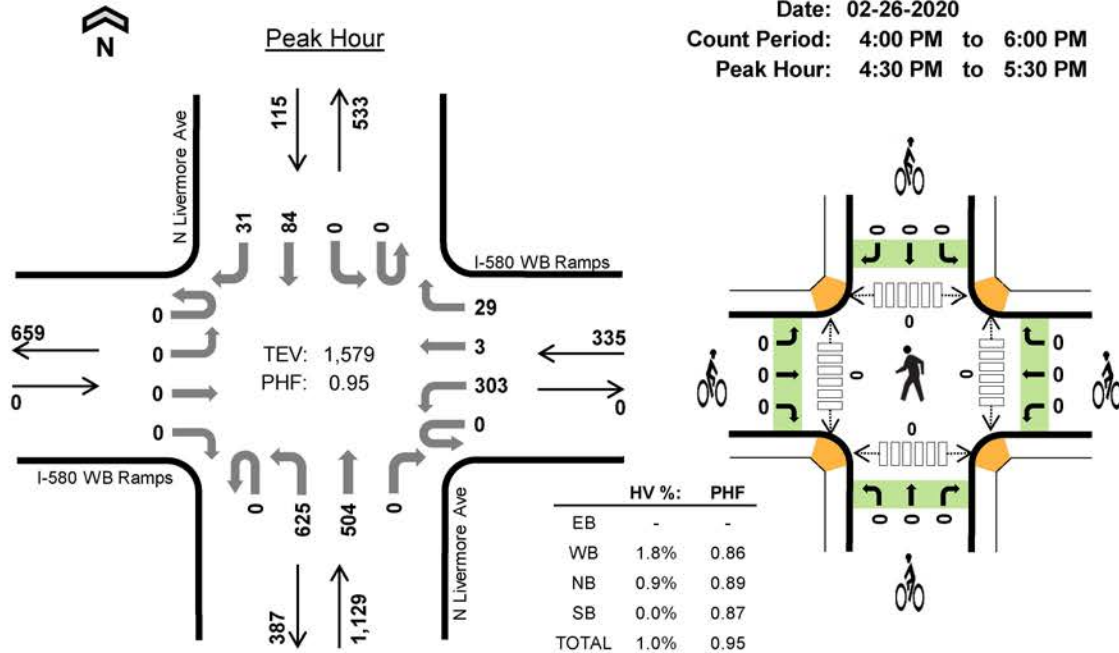 N
Peak Hour
Date: 02-26-2020
Count Period: 4:00 PM to 6:00 PM
Peak Hour: 4:30 PM to 5:30 PM
115
533
N Livermore Ave
31
84
0
0
I-580 WB Ramps
0
29
659
0
TEV: 1,579
3
335
0
0
PHF: 0.95
303
0
0
0
I-580 WB Ramps
0
625
504
0
N Livermore Ave
387
1,129
HV %: PHF
EB - -
WB 1.8% 0.86
NB 0.9% 0.89
SB 0.0% 0.87
TOTAL 1.0% 0.95
0 0 0
0
0
0
0
0
0
0
0
0
0
0
0 0 0